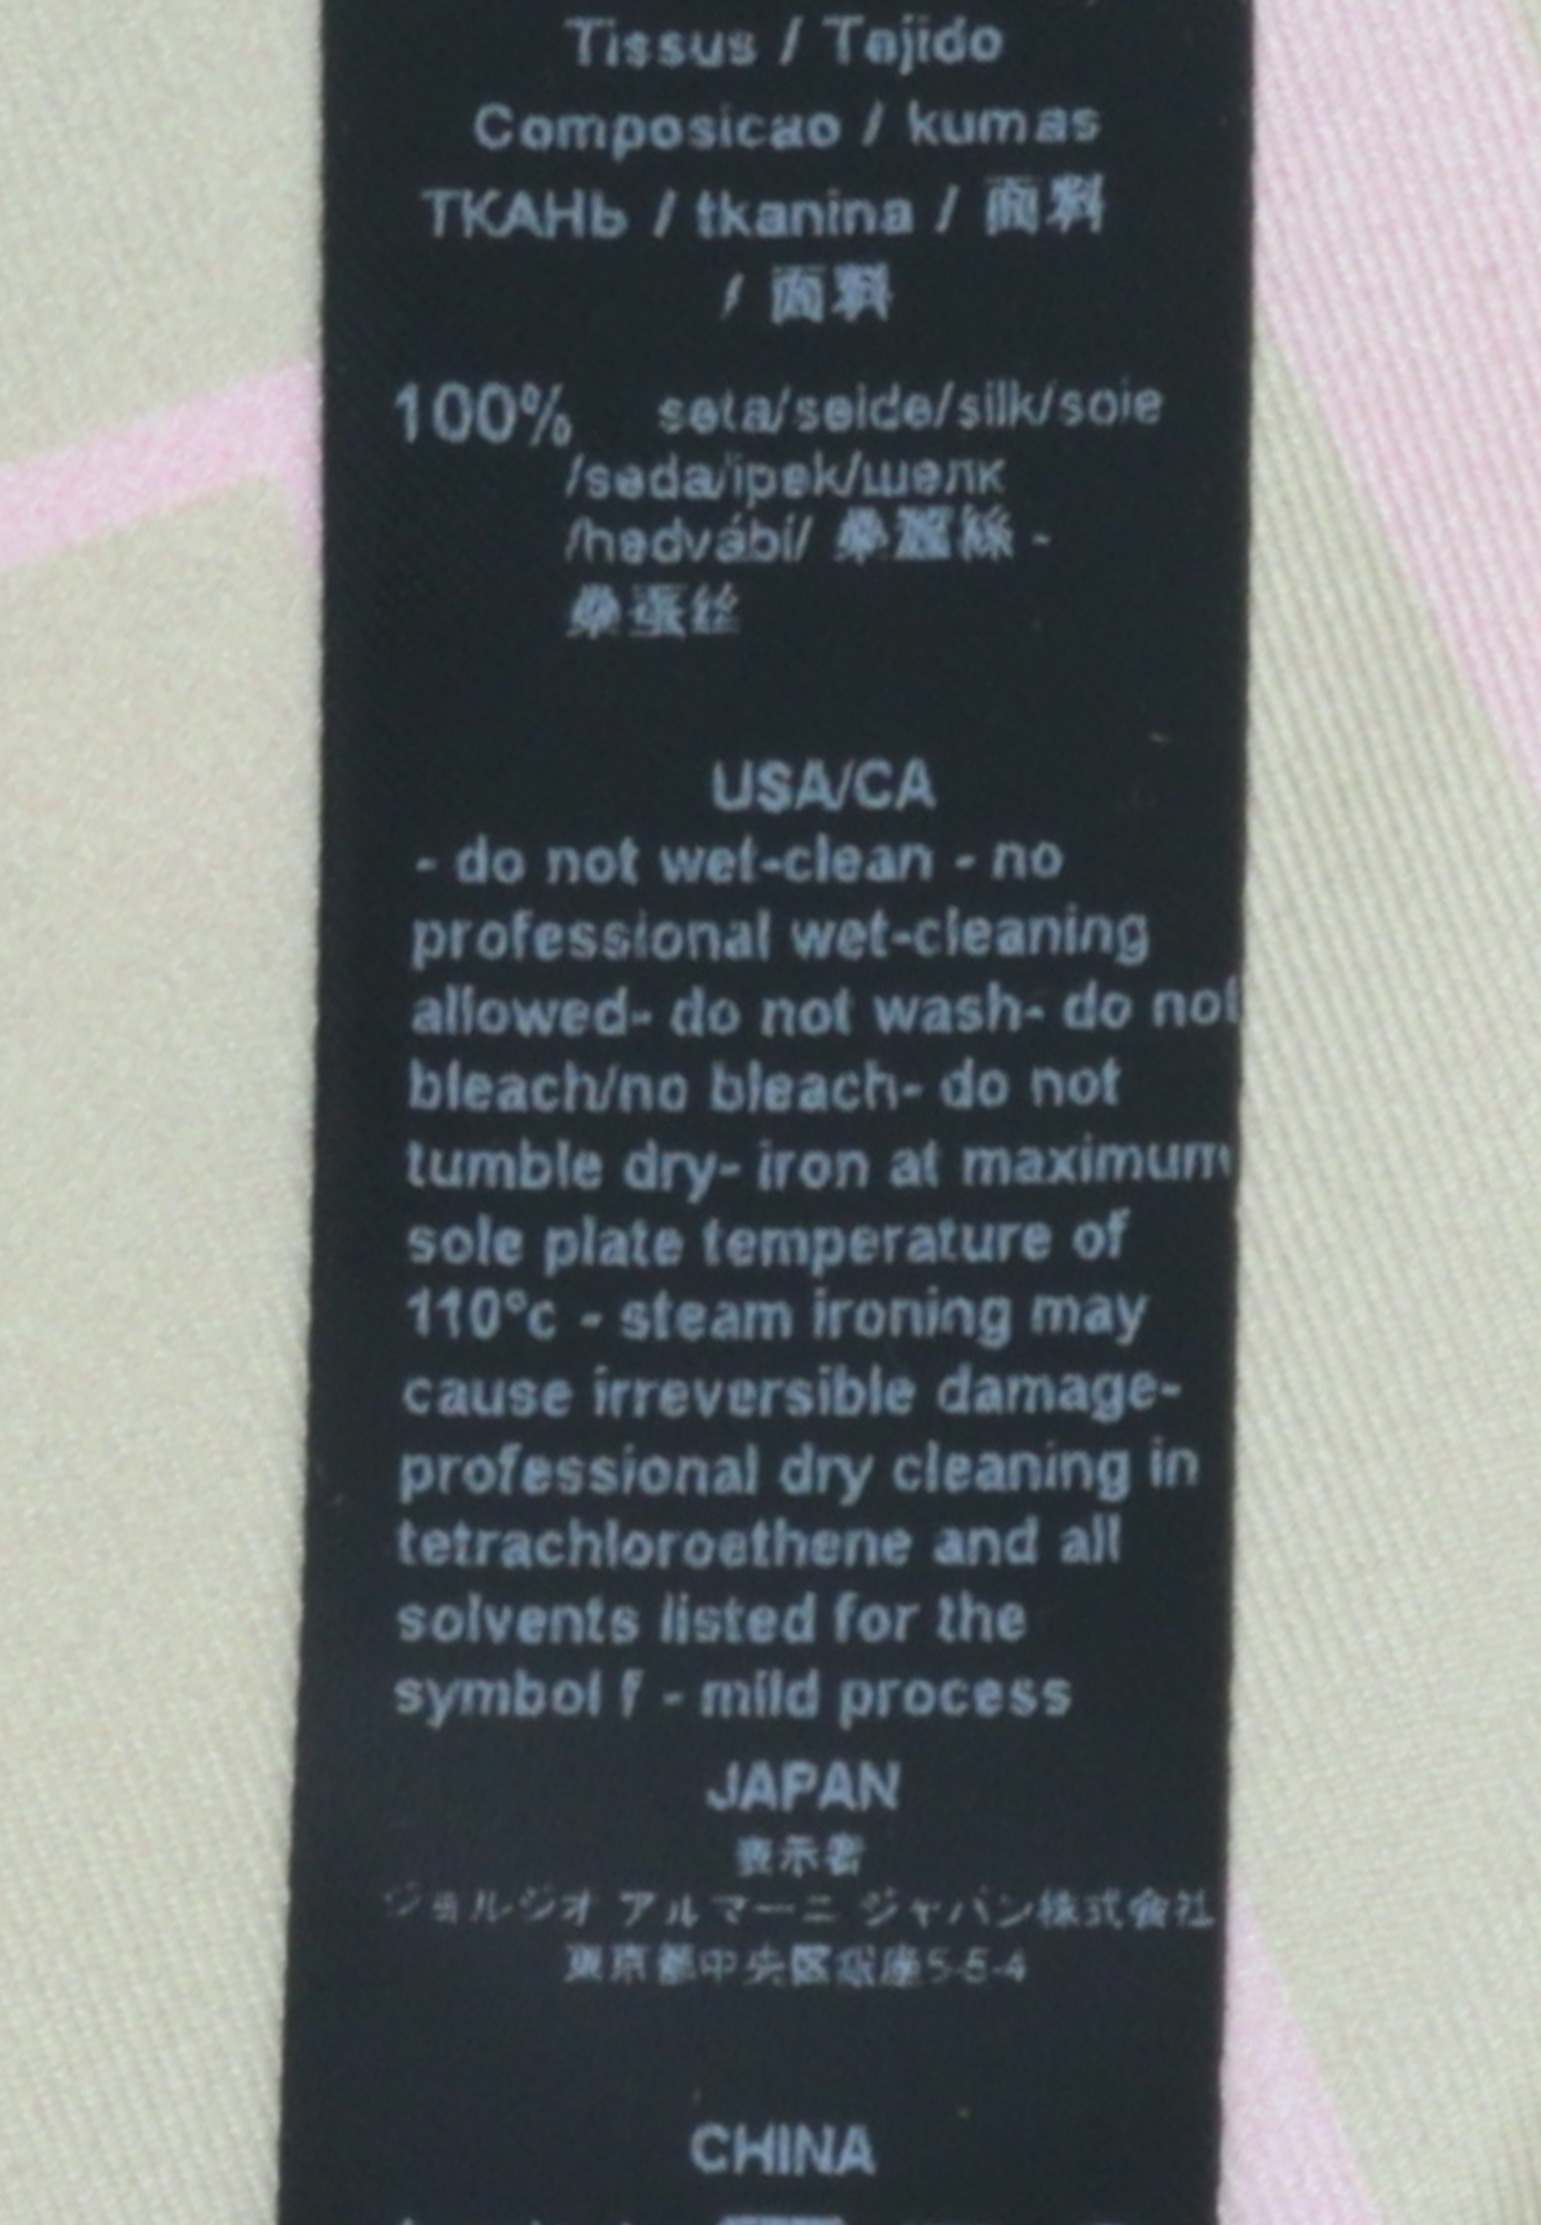 Tissus / Tejido
Composicao / kumas
ТКАНЬ / tkanina / 面料
/ 面料
100% seta/seide/silk/soie
/seda/ipek/шелк
/hedvábí/ 桑蠶絲 -
桑蚕丝
USA/CA
- do not wet-clean - no
professional wet-cleaning
allowed- do not wash- do not
bleach/no bleach- do not
tumble dry- iron at maximum
sole plate temperature of
110°c - steam ironing may
cause irreversible damage-
professional dry cleaning in
tetrachloroethene and all
solvents listed for the
symbol f - mild process
JAPAN
表示者
ジョルジオ アルマーニ ジャパン株式会社
東京都中央区銀座5-5-4
CHINA